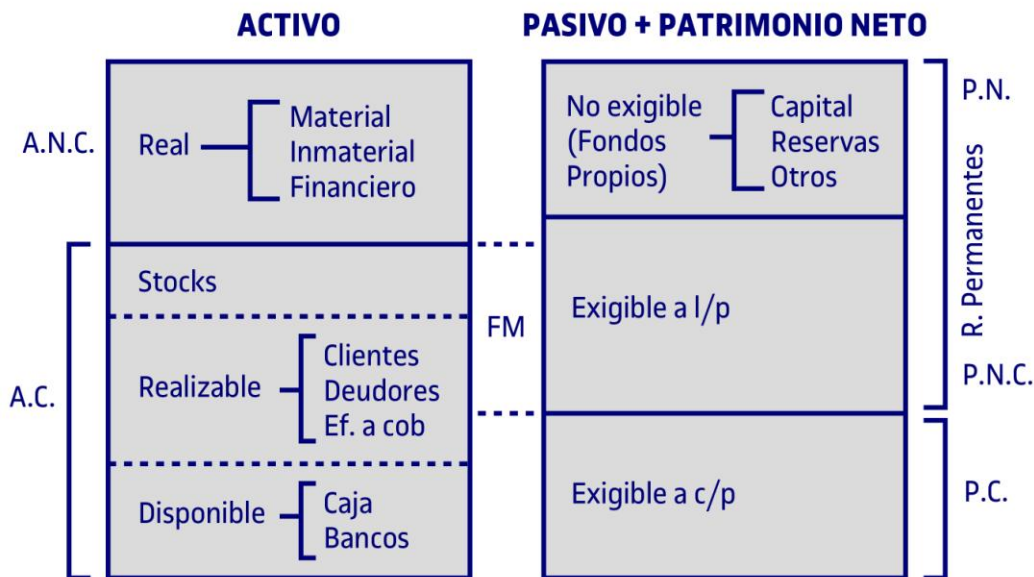 ACTIVO
PASIVO + PATRIMONIO NETO
A.N.C.
Real
Material
Inmaterial
Financiero
A.C.
Stocks
Realizable
Clientes
Deudores
Ef. a cob
Disponible
Caja
Bancos
FM
No exigible
(Fondos
Propios)
Capital
Reservas
Otros
Exigible a l/p
Exigible a c/p
P.N.
R. Permanentes
P.N.C.
P.C.